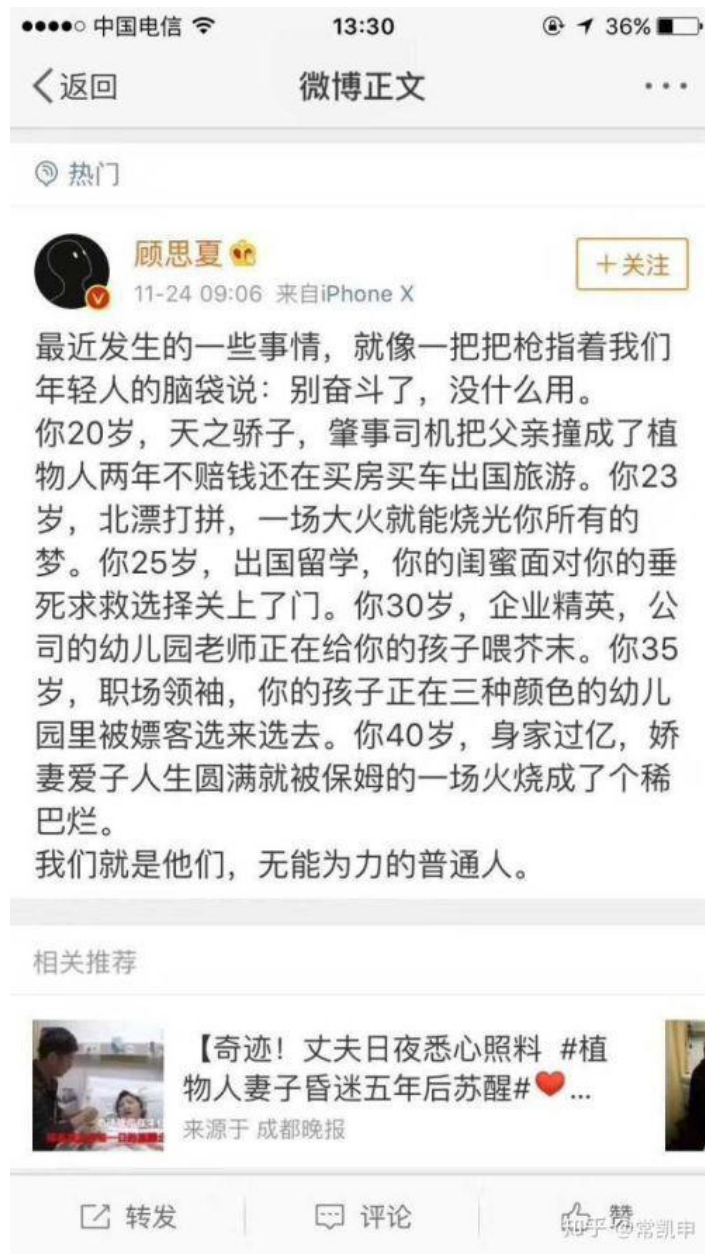 中国电信 13:30 36%
返回 微博正文 ...
热门
顾思夏
+关注
11-24 09:06 来自iPhone X
最近发生的一些事情，就像一把把枪指着我们
年轻人的脑袋说：别奋斗了，没什么用。
你20岁，天之骄子，肇事司机把父亲撞成了植
物人两年不赔钱还在买房买车出国旅游。你23
岁，北漂打拼，一场大火就能烧光你所有的
梦。你25岁，出国留学，你的闺蜜面对你的垂
死求救选择关上了门。你30岁，企业精英，公
司的幼儿园老师正在给你的孩子喂芥末。你35
岁，职场领袖，你的孩子正在三种颜色的幼儿
园里被嫖客选来选去。你40岁，身家过亿，娇
妻爱子人生圆满就被保姆的一场火烧成了个稀
巴烂。
我们就是他们，无能为力的普通人。
相关推荐
【奇迹！丈夫日夜悉心照料 #植
物人妻子昏迷五年后苏醒#❤...
来源于 成都晚报
转发 评论 赞
知乎 @常凯申